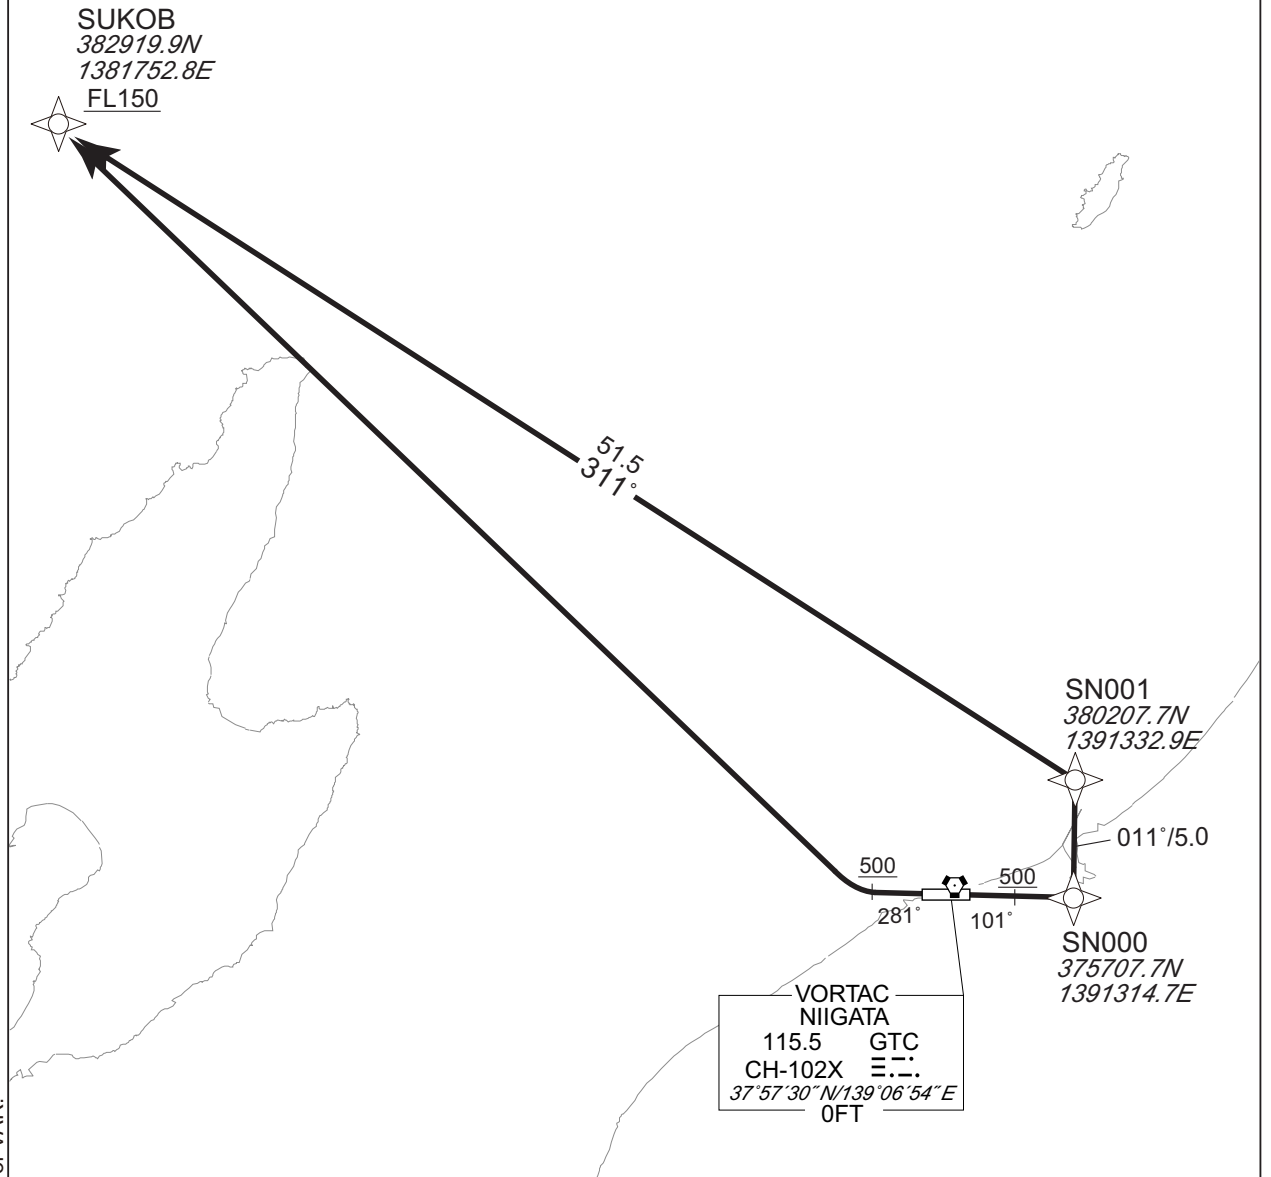 SUKOB
382919.9N
1381752.8E
FL150
51.5
311°
SN001
380207.7N
1391332.9E
011°/5.0
500
500
281°
101°
SN000
375707.7N
1391314.7E
VORTAC
NIIGATA
115.5 GTC
CH-102X
37°57′30″N/139°06′54″E
0FT